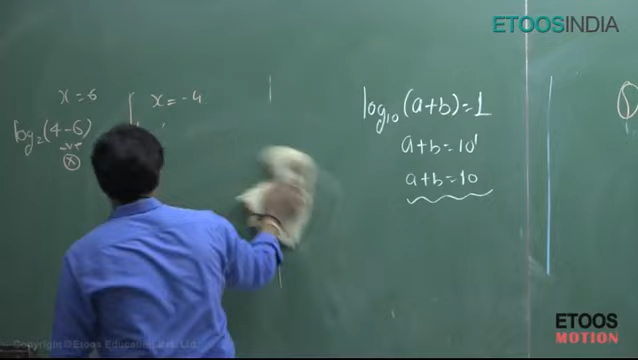 ETOOSINDIA
x=6
x=-4
log₂(4-6)
-ve
x
log₁₀(a+b)=1
a+b=10¹
a+b=10
ETOOS
MOTION
Copyright © Etoos Education Pvt. Ltd.